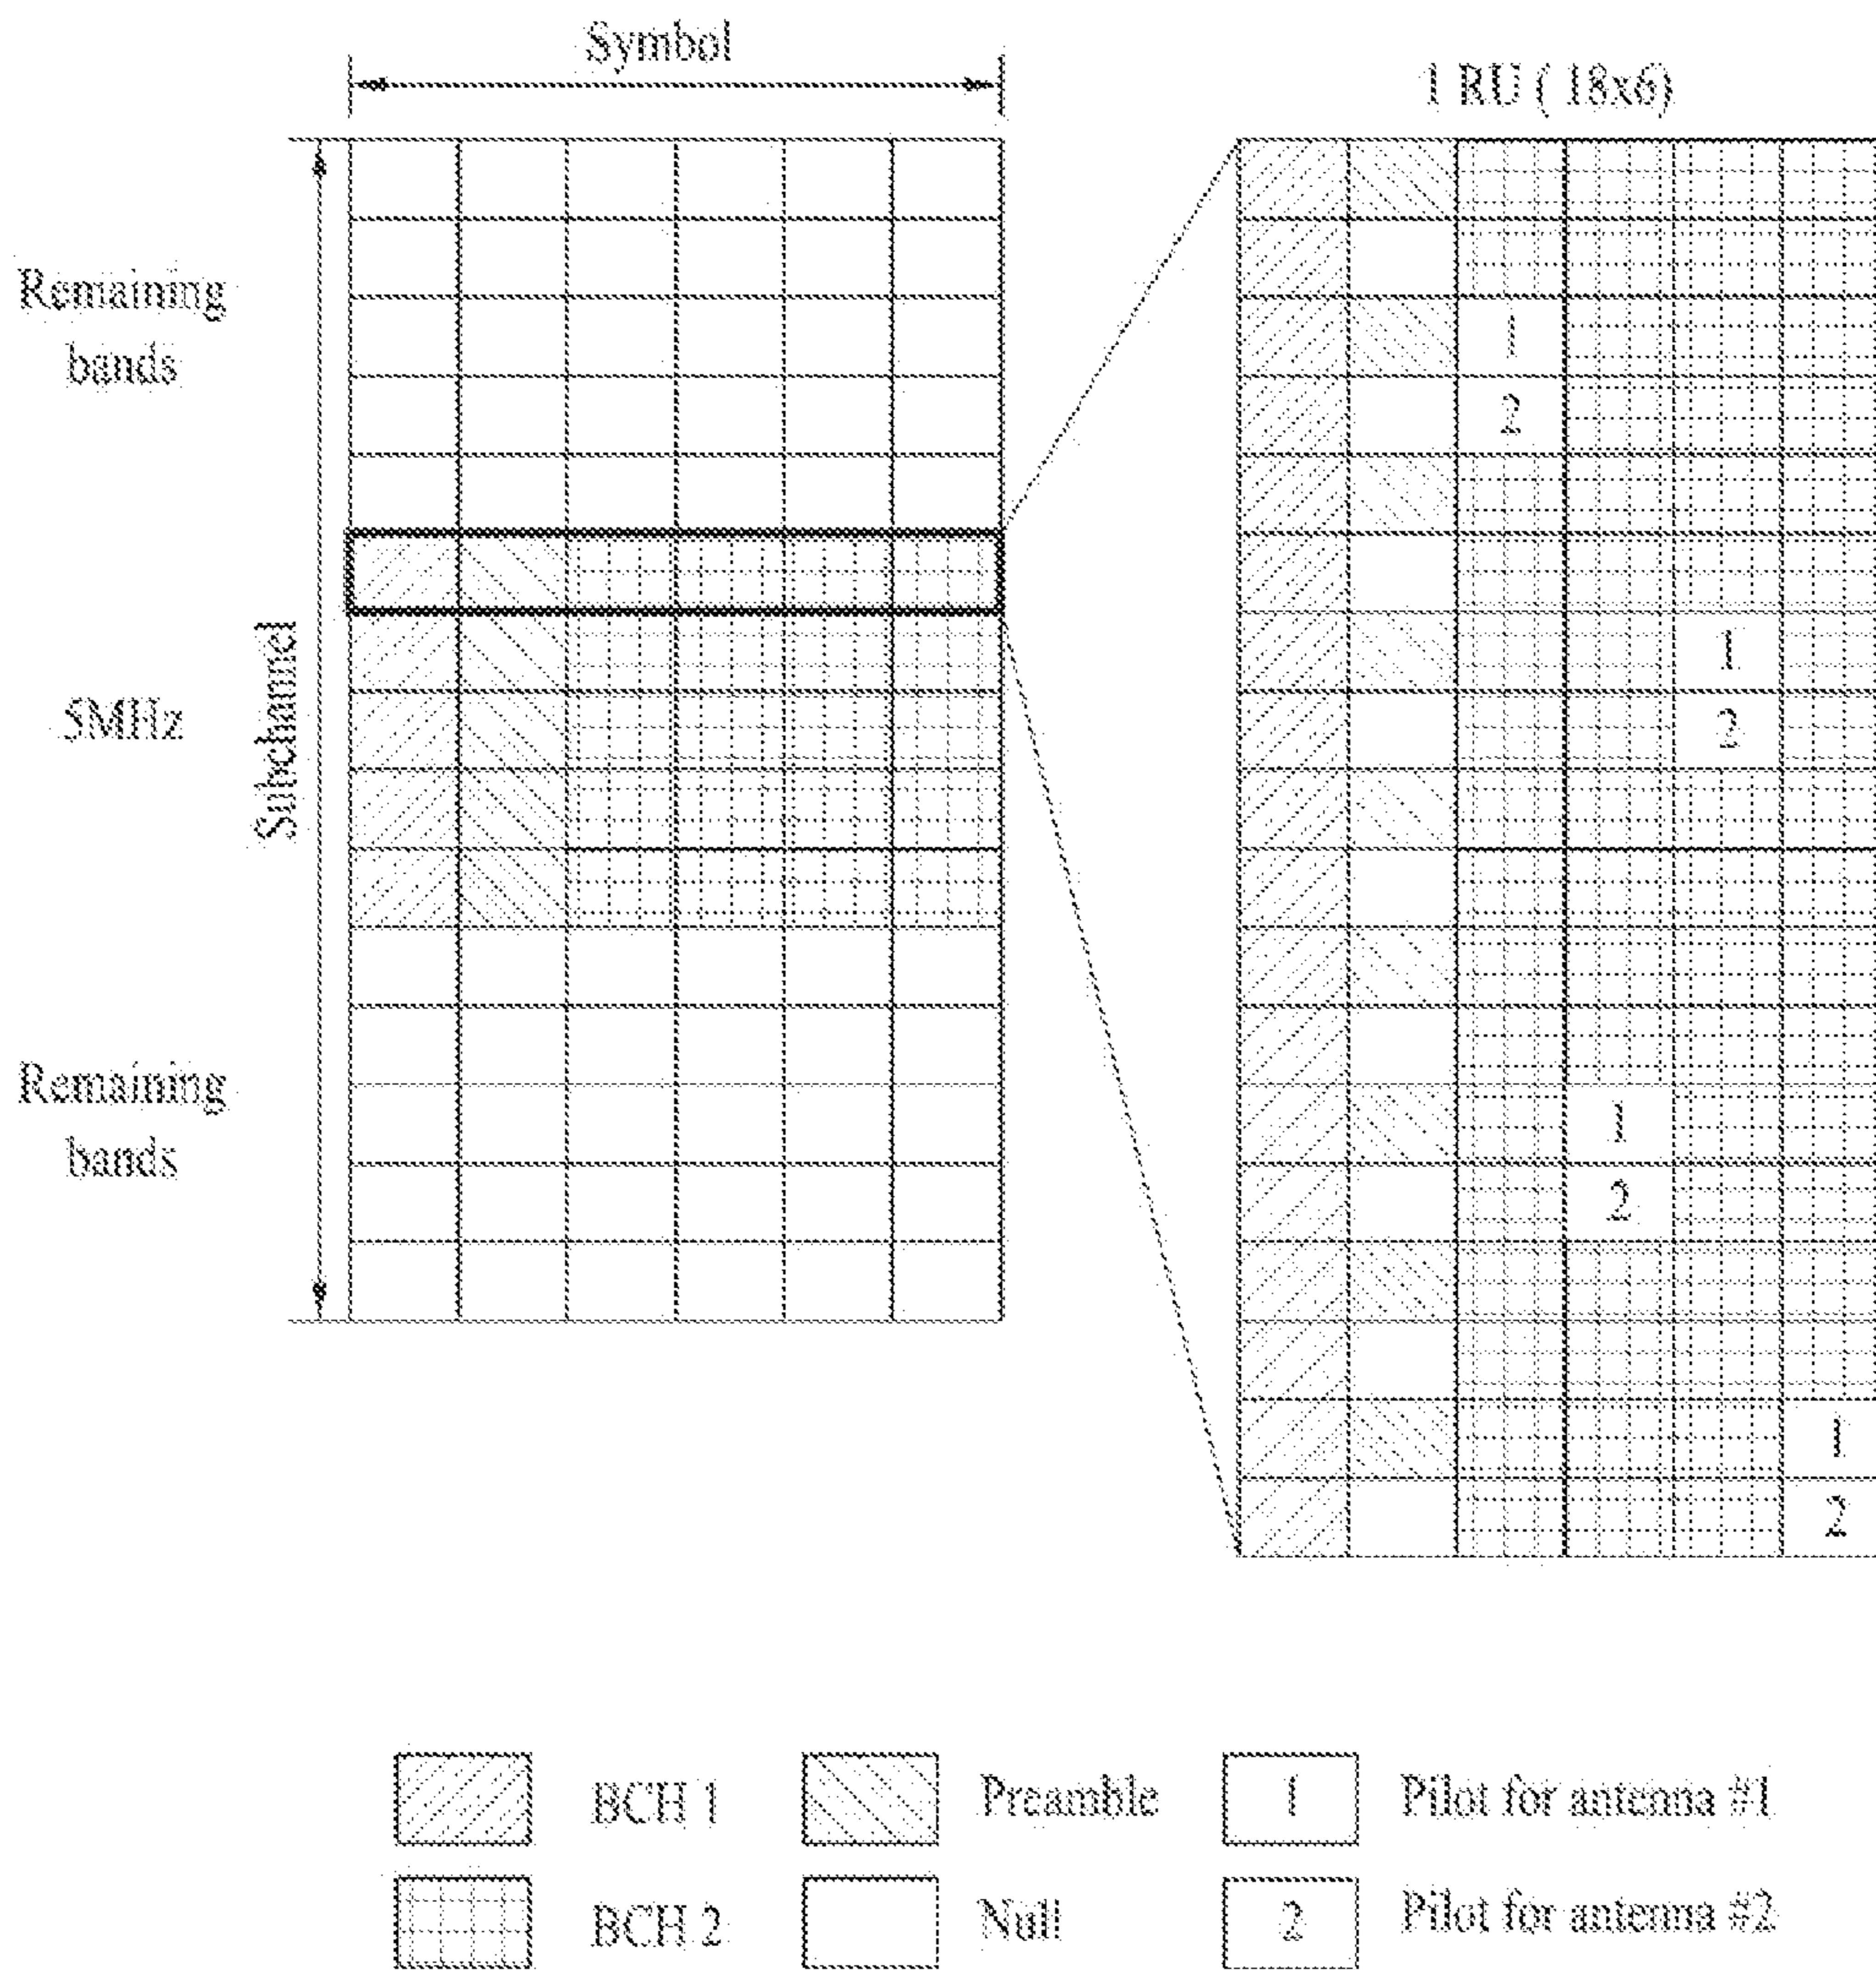 Symbol
1 RU ( 18x6)
Remaining
bands
Subchannel
5MHz
Remaining
bands
1
2
1
2
1
2
1
2
BCH 1
Preamble
1
Pilot for antenna #1
BCH 2
Null
2
Pilot for antenna #2